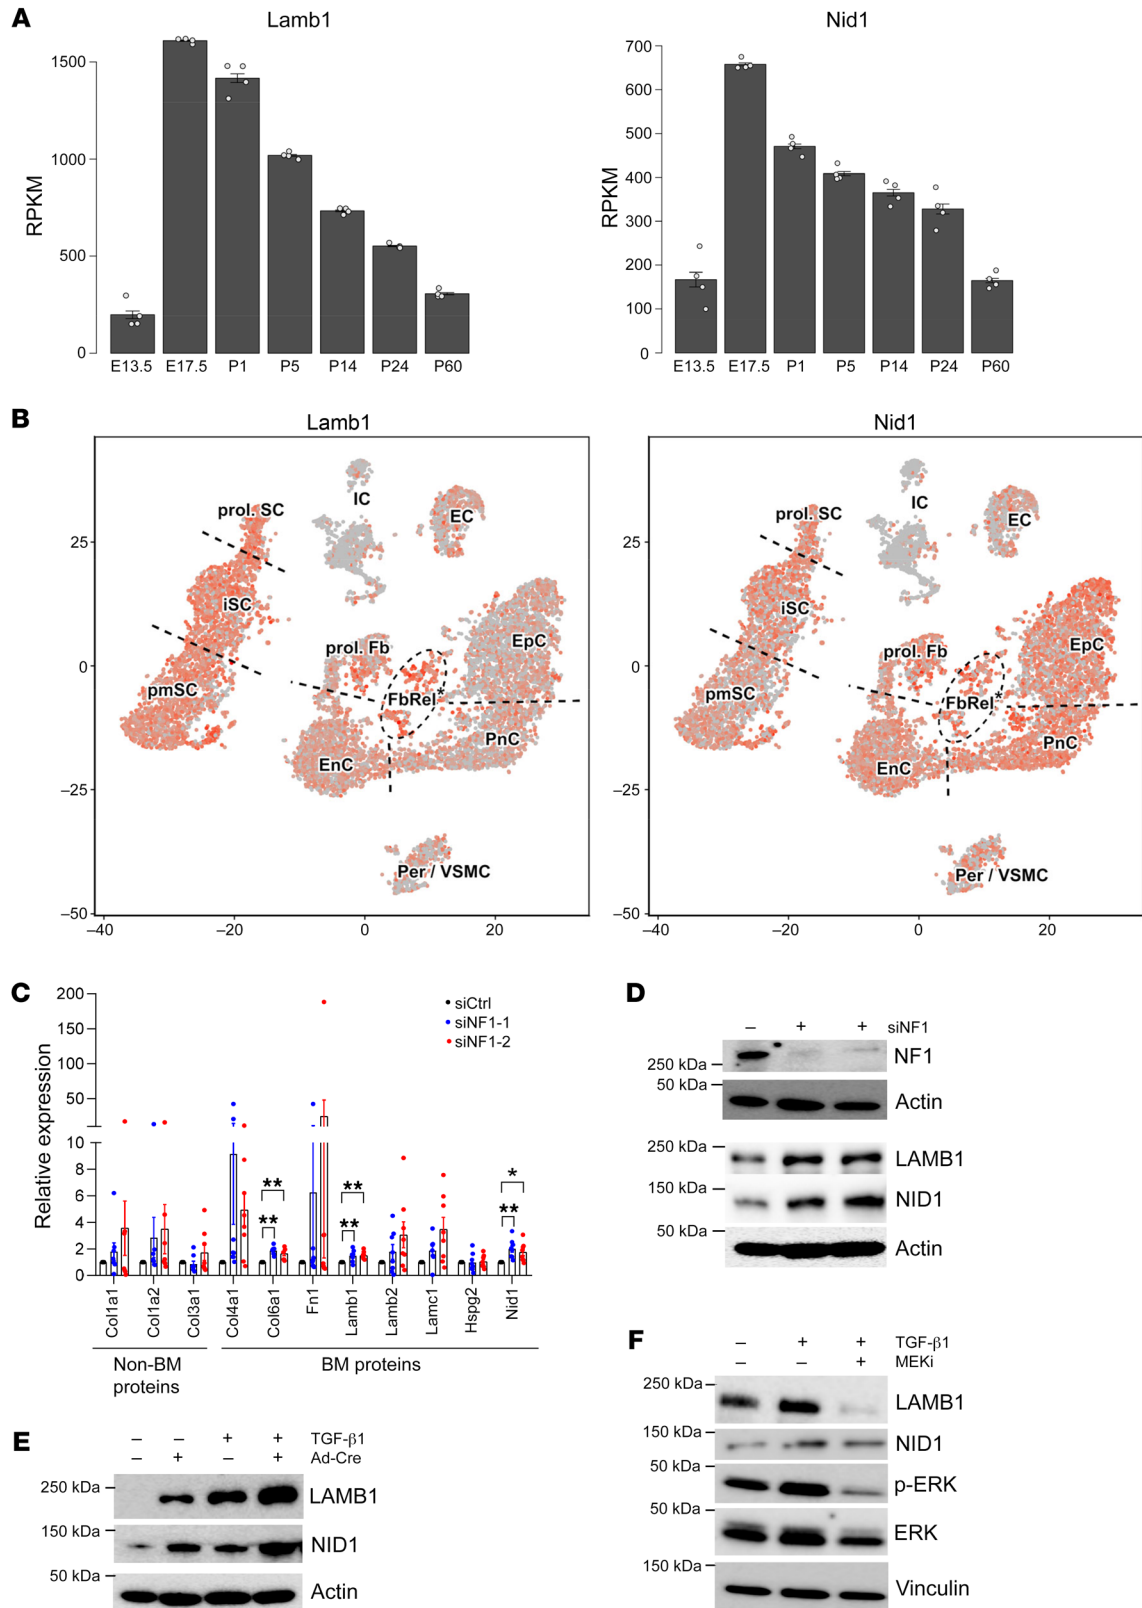 A
Lamb1
Nid1
RPKM
1500
1000
500
0
E13.5 E17.5 P1 P5 P14 P24 P60
RPKM
700
600
500
400
300
200
100
0
E13.5 E17.5 P1 P5 P14 P24 P60
B
Lamb1
25
0
−25
−50
−40 −20 0 20
prol. SC
IC
EC
iSC
prol. Fb
EpC
pmSC
FbRel*
PnC
EnC
Per / VSMC
Nid1
25
0
−25
−50
−40 −20 0 20
prol. SC
IC
EC
iSC
prol. Fb
EpC
pmSC
FbRel*
PnC
EnC
Per / VSMC
C
Relative expression
200
150
100
50
10
8
6
4
2
0
siCtrl
siNF1-1
siNF1-2
** ** ** ** * **
Col1a1 Col1a2 Col3a1 Col4a1 Col6a1 Fn1 Lamb1 Lamb2 Lamc1 Hspg2 Nid1
Non-BM
proteins
BM proteins
D
− + + siNF1
NF1
250 kDa
50 kDa
Actin
250 kDa
LAMB1
150 kDa
NID1
50 kDa
Actin
E
− − + + TGF-β1
− + − + Ad-Cre
250 kDa
LAMB1
150 kDa
NID1
50 kDa
Actin
F
− + + TGF-β1
− − + MEKi
250 kDa
LAMB1
150 kDa
NID1
50 kDa
p-ERK
50 kDa
ERK
150 kDa
Vinculin